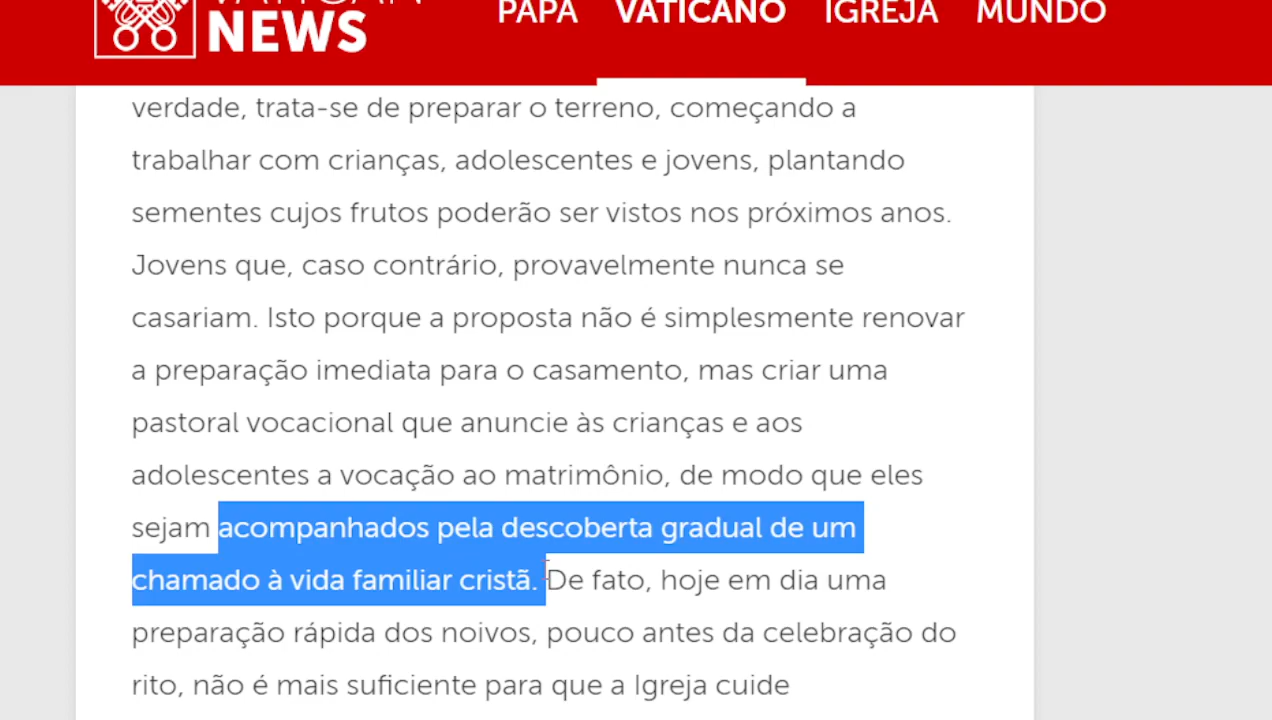 VATICAN
NEWS
PAPA VATICANO IGREJA MUNDO
verdade, trata-se de preparar o terreno, começando a
trabalhar com crianças, adolescentes e jovens, plantando
sementes cujos frutos poderão ser vistos nos próximos anos.
Jovens que, caso contrário, provavelmente nunca se
casariam. Isto porque a proposta não é simplesmente renovar
a preparação imediata para o casamento, mas criar uma
pastoral vocacional que anuncie às crianças e aos
adolescentes a vocação ao matrimônio, de modo que eles
sejam acompanhados pela descoberta gradual de um
chamado à vida familiar cristã. De fato, hoje em dia uma
preparação rápida dos noivos, pouco antes da celebração do
rito, não é mais suficiente para que a Igreja cuide